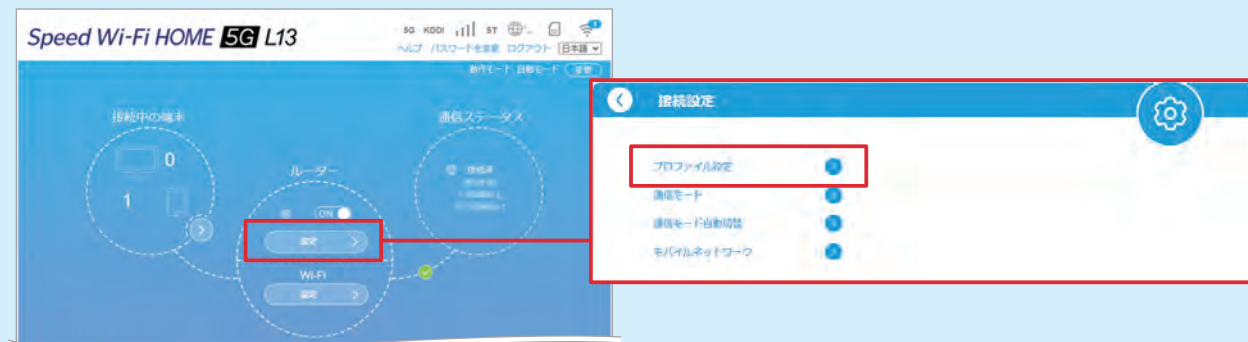 Speed Wi-Fi HOME 5G L13
5G KDDI ST
ヘルプ パスワードを変更 ログアウト 日本語
動作モード 自動モード 変更
接続中の端末
通信ステータス
0
1
ルーター
ON
設定
Wi-Fi
設定
接続設定
プロファイル設定
通信モード
通信モード自動切替
モバイルネットワーク